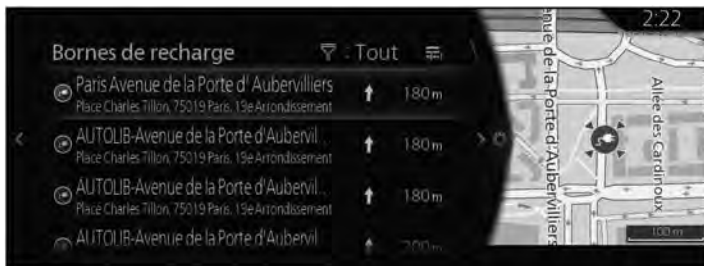 2:22
Bornes de recharge : Tout
Paris Avenue de la Porte d'Aubervilliers 180 m
Place Charles Tillon, 75019 Paris, 19e Arrondissement
AUTOLIB-Avenue de la Porte d'Aubervil... 180 m
Place Charles Tillon, 75019 Paris, 19e Arrondissement
AUTOLIB-Avenue de la Porte d'Aubervil... 180 m
Place Charles Tillon, 75019 Paris, 19e Arrondissement
AUTOLIB-Avenue de la Porte d'Aubervil 200 m
ue de la Porte d'Aubervilliers
Allée des Cardinoux
100 m